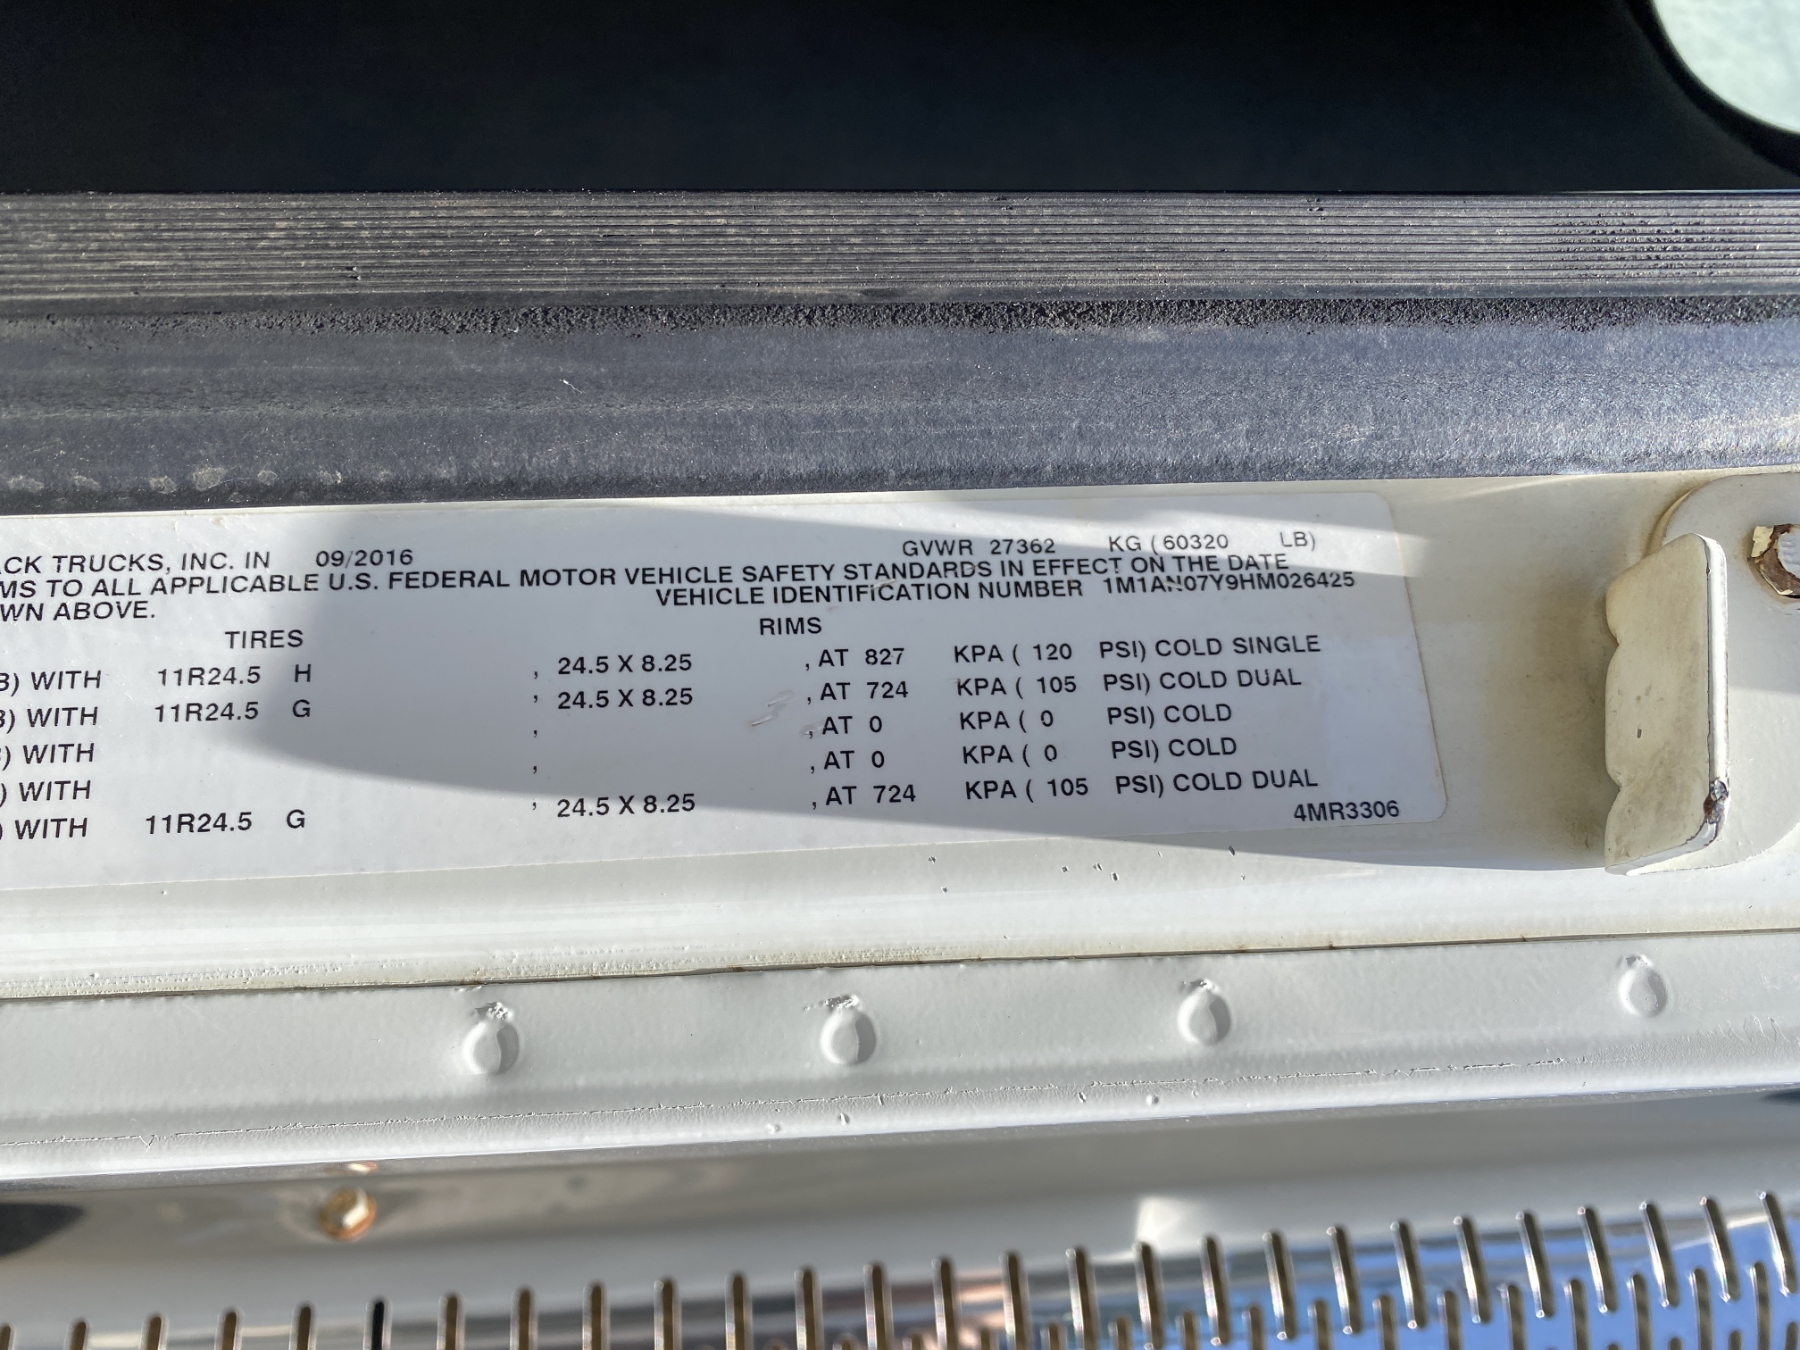 ACK TRUCKS, INC. IN 09/2016 GVWR 27362 KG (60320 LB)
MS TO ALL APPLICABLE U.S. FEDERAL MOTOR VEHICLE SAFETY STANDARDS IN EFFECT ON THE DATE
WN ABOVE. VEHICLE IDENTIFICATION NUMBER 1M1AN07Y9HM026425
TIRES RIMS
B) WITH 11R24.5 H , 24.5 X 8.25 , AT 827 KPA ( 120 PSI) COLD SINGLE
B) WITH 11R24.5 G , 24.5 X 8.25 , AT 724 KPA ( 105 PSI) COLD DUAL
) WITH , , AT 0 KPA ( 0 PSI) COLD
) WITH , , AT 0 KPA ( 0 PSI) COLD
) WITH 11R24.5 G , 24.5 X 8.25 , AT 724 KPA ( 105 PSI) COLD DUAL
4MR3306